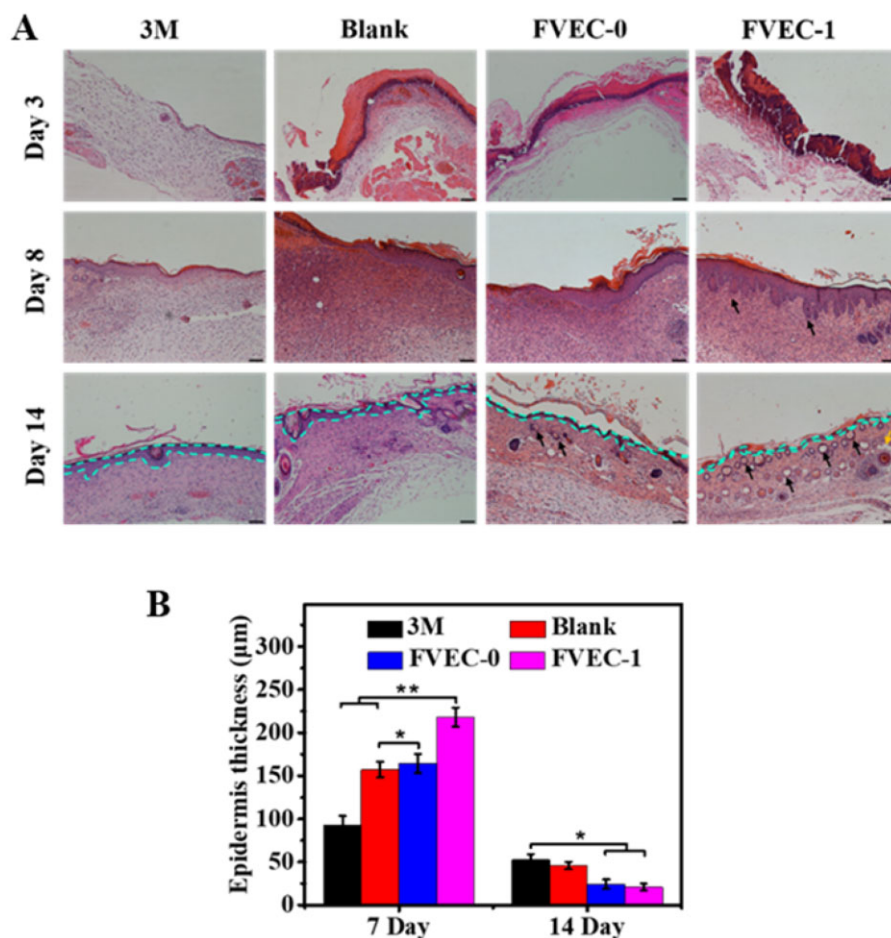 A
3M Blank FVEC-0 FVEC-1
Day 3
Day 8
Day 14
B
Epidermis thickness (μm)
300
250
200
150
100
50
0
3M Blank
FVEC-0 FVEC-1
**
*
*
7 Day 14 Day